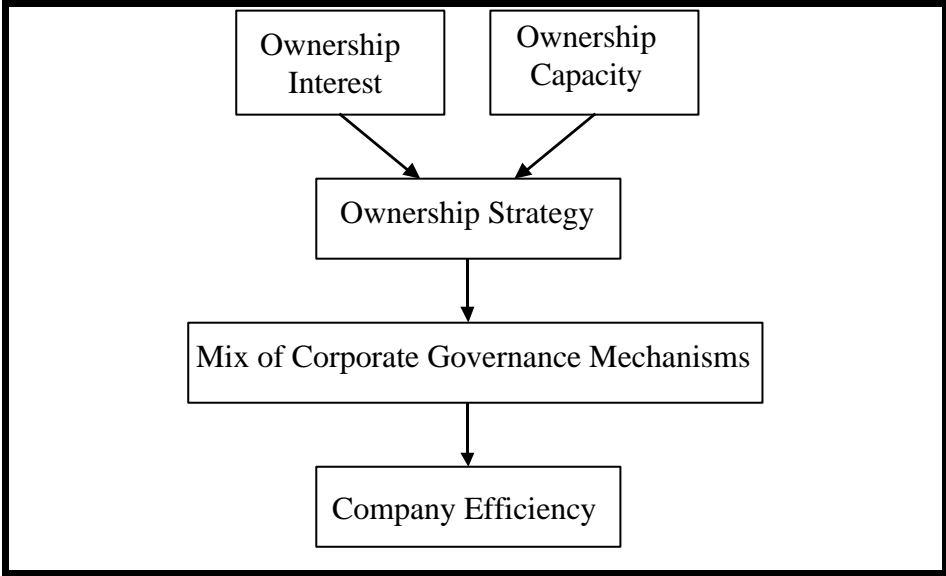 Ownership
Interest
Ownership
Capacity
Ownership Strategy
Mix of Corporate Governance Mechanisms
Company Efficiency